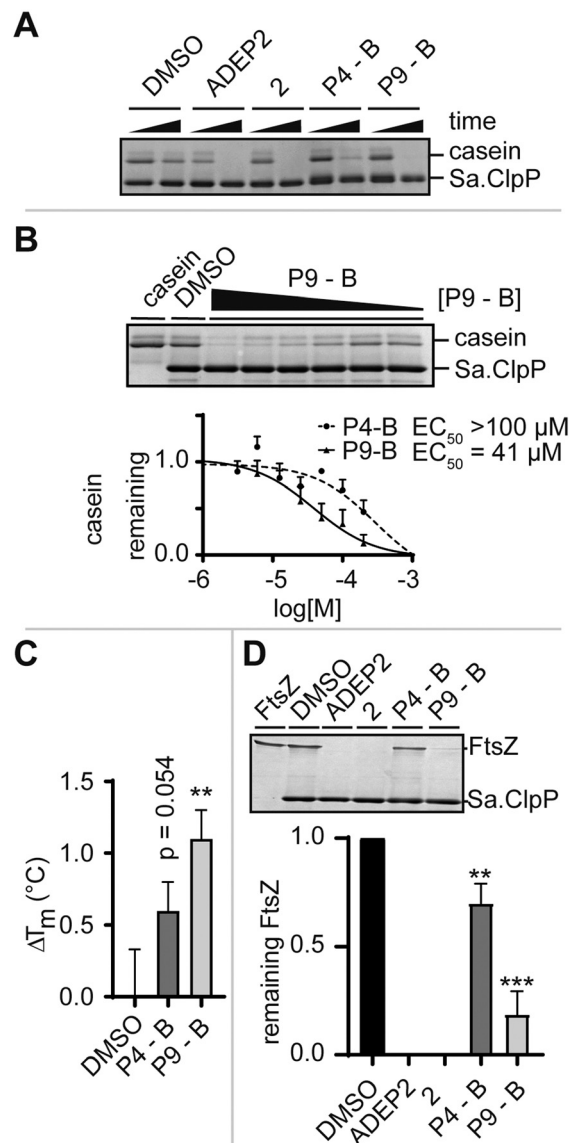 A
DMSO ADEP2 2 P4 - B P9 - B
time
casein
Sa.ClpP
B
casein DMSO P9 - B [P9 - B]
casein
Sa.ClpP
P4-B EC50 >100 µM
P9-B EC50 = 41 µM
casein remaining
1.0
0.0
-6 -5 -4 -3
log[M]
C
ΔTm (°C)
1.5
1.0
0.5
0.0
p = 0.054
**
DMSO P4 - B P9 - B
D
FtsZ DMSO ADEP2 2 P4 - B P9 - B
FtsZ
Sa.ClpP
remaining FtsZ
1.0
0.5
0.0
**
***
DMSO ADEP2 2 P4 - B P9 - B